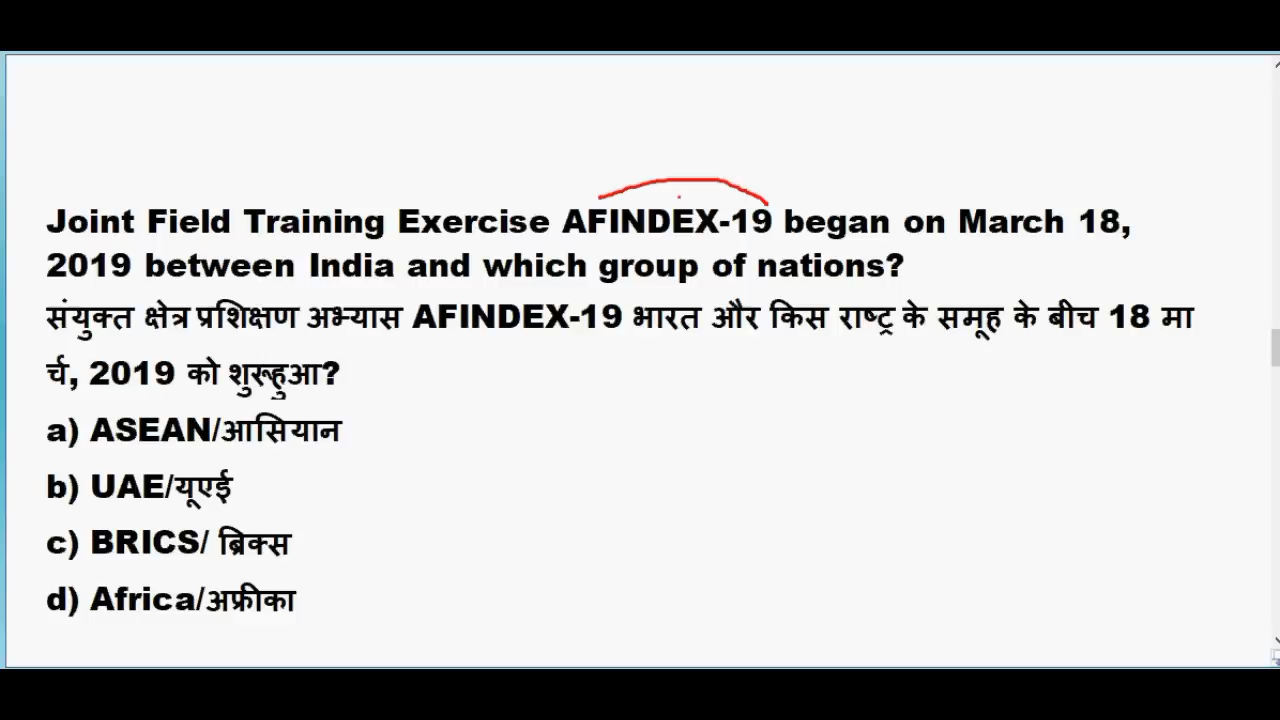 Joint Field Training Exercise AFINDEX-19 began on March 18,
2019 between India and which group of nations?
संयुक्त क्षेत्र प्रशिक्षण अभ्यास AFINDEX-19 भारत और किस राष्ट्र के समूह के बीच 18 मा
र्च, 2019 को शुरूहुआ?
a) ASEAN/आसियान
b) UAE/यूएई
c) BRICS/ ब्रिक्स
d) Africa/अफ्रीका